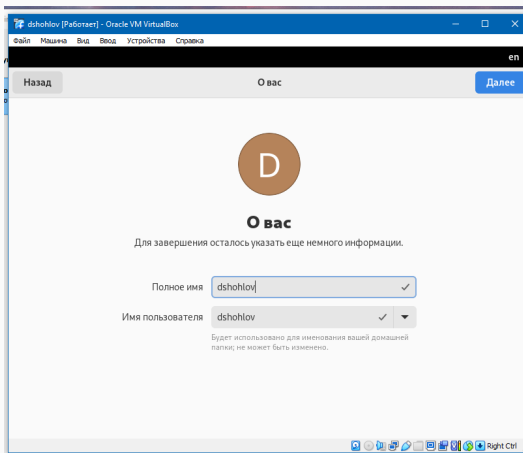 dshohlov [Работает] - Oracle VM VirtualBox
Файл Машина Вид Ввод Устройства Справка
en
Назад О вас Далее
D
О вас
Для завершения осталось указать еще немного информации.
Полное имя dshohlov
Имя пользователя dshohlov
Будет использовано для именования вашей домашней
папки; не может быть изменено.
Right Ctrl